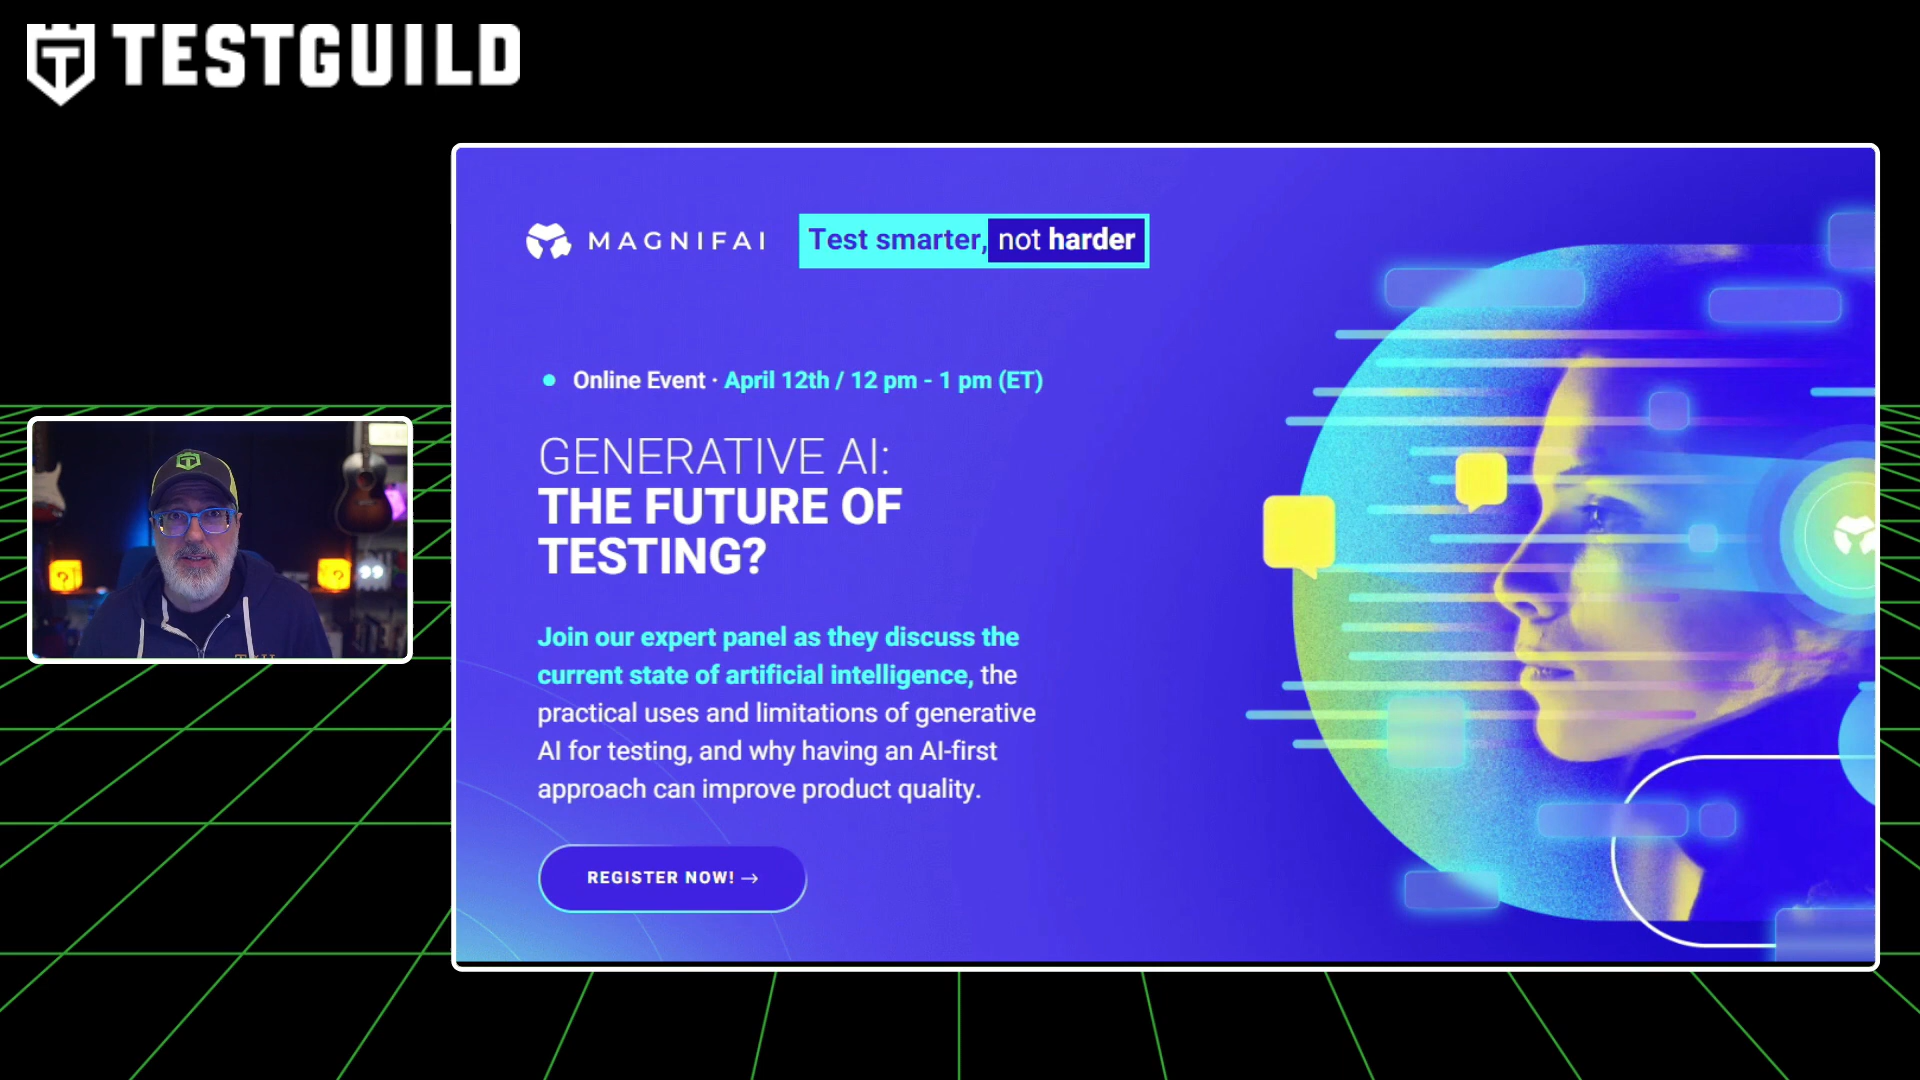 TESTGUILD
MAGNIFAI
Test smarter, not harder
Online Event · April 12th / 12 pm - 1 pm (ET)
GENERATIVE AI:
THE FUTURE OF
TESTING?
Join our expert panel as they discuss the
current state of artificial intelligence, the
practical uses and limitations of generative
AI for testing, and why having an AI-first
approach can improve product quality.
REGISTER NOW! →